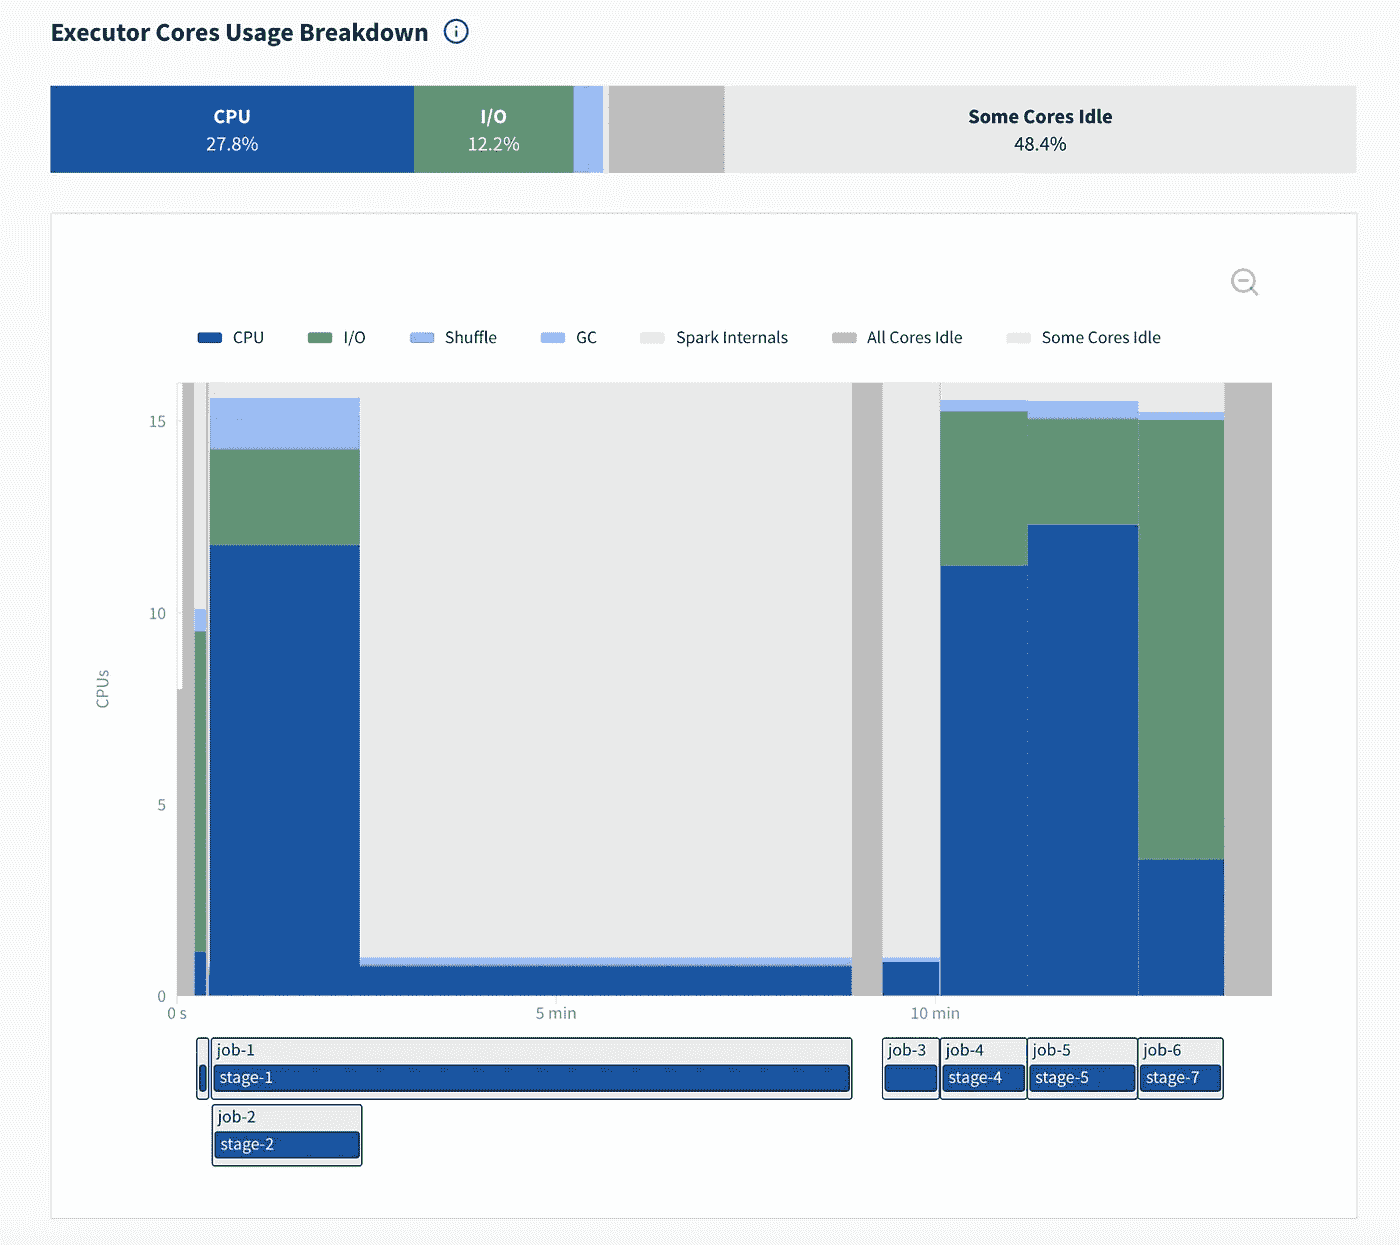 Executor Cores Usage Breakdown
CPU
27.8%
I/O
12.2%
Some Cores Idle
48.4%
CPU I/O Shuffle GC Spark Internals All Cores Idle Some Cores Idle
15
10
5
0
CPUs
0 s 5 min 10 min
job-1 job-3 job-4 job-5 job-6
stage-1 stage-4 stage-5 stage-7
job-2
stage-2